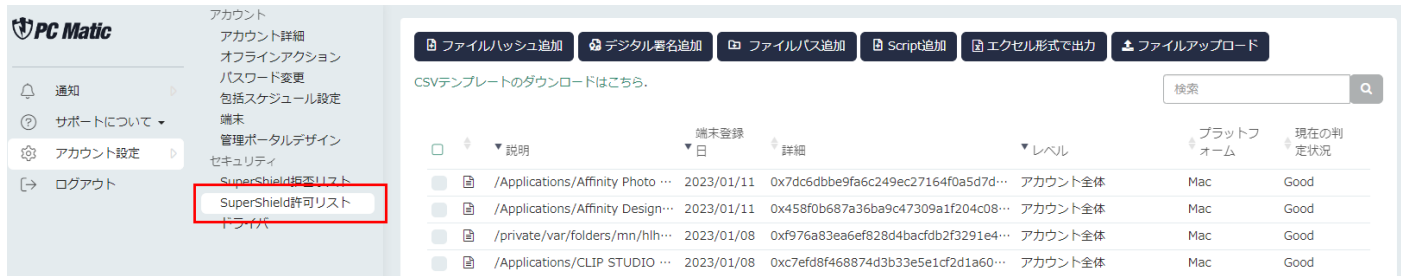 PC Matic
通知
サポートについて
アカウント設定
ログアウト
アカウント
アカウント詳細
オフラインアクション
パスワード変更
包括スケジュール設定
端末
管理ポータルデザイン
セキュリティ
SuperShield拒否リスト
SuperShield許可リスト
ドライバ
ファイルハッシュ追加 デジタル署名追加 ファイルパス追加 Script追加 エクセル形式で出力 ファイルアップロード
CSVテンプレートのダウンロードはこちら.
検索
説明 端末登録日 詳細 レベル プラットフォーム 現在の判定状況
/Applications/Affinity Photo … 2023/01/11 0x7dc6dbbe9fa6c249ec27164f0a5d7d… アカウント全体 Mac Good
/Applications/Affinity Design… 2023/01/11 0x458f0b687a36ba9c47309a1f204c08… アカウント全体 Mac Good
/private/var/folders/mn/hlh… 2023/01/08 0xf976a83ea6ef828d4bacfdb2f3291e4… アカウント全体 Mac Good
/Applications/CLIP STUDIO … 2023/01/08 0xc7efd8f468874d3b33e5e1cf2d1a60… アカウント全体 Mac Good